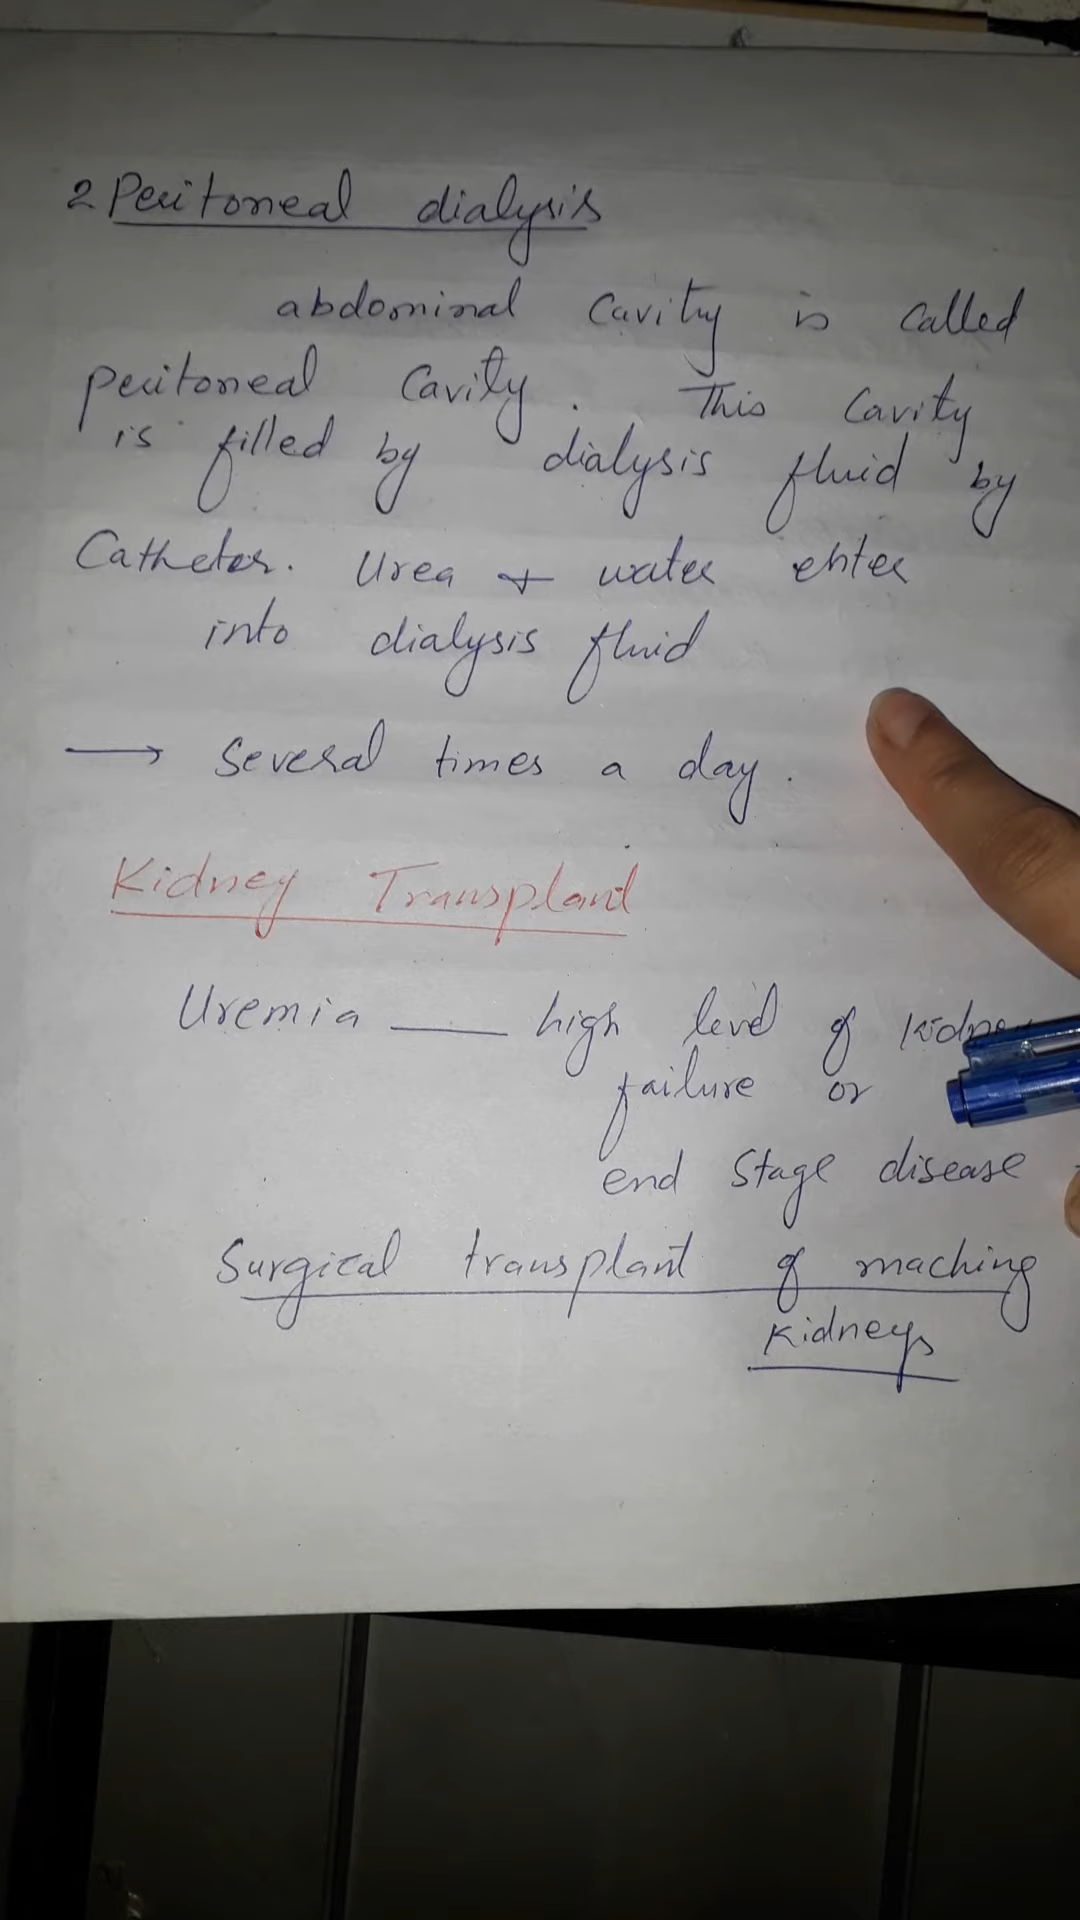 2 Peritoneal dialysis
abdominal cavity is called
peritoneal cavity. This cavity
is filled by dialysis fluid by
Catheter. Urea + water enter
into dialysis fluid
→ Several times a day.
Kidney Transplant
Uremia — high level of kidney
failure or
end stage disease
Surgical transplant of maching
Kidneys